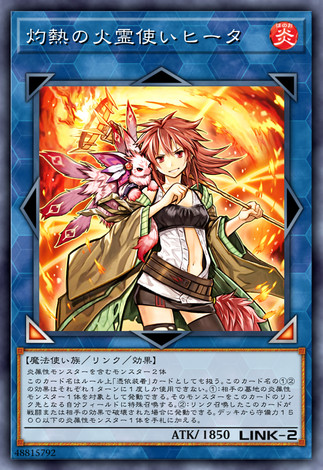 灼熱の火霊使いヒータ
炎
【魔法使い族／リンク／効果】
炎属性モンスターを含むモンスター２体
このカード名はルール上「憑依装着」カードとしても扱う。このカード名の①②
の効果はそれぞれ１ターンに１度しか使用できない。①：相手の墓地の炎属性
モンスター１体を対象として発動できる。そのモンスターをこのカードのリン
ク先となる自分フィールドに特殊召喚する。②：リンク召喚したこのカードが
戦闘または相手の効果で破壊された場合に発動できる。デッキから守備力１５０
０以下の炎属性モンスター１体を手札に加える。
ATK/ 1850 LINK-2
48815792